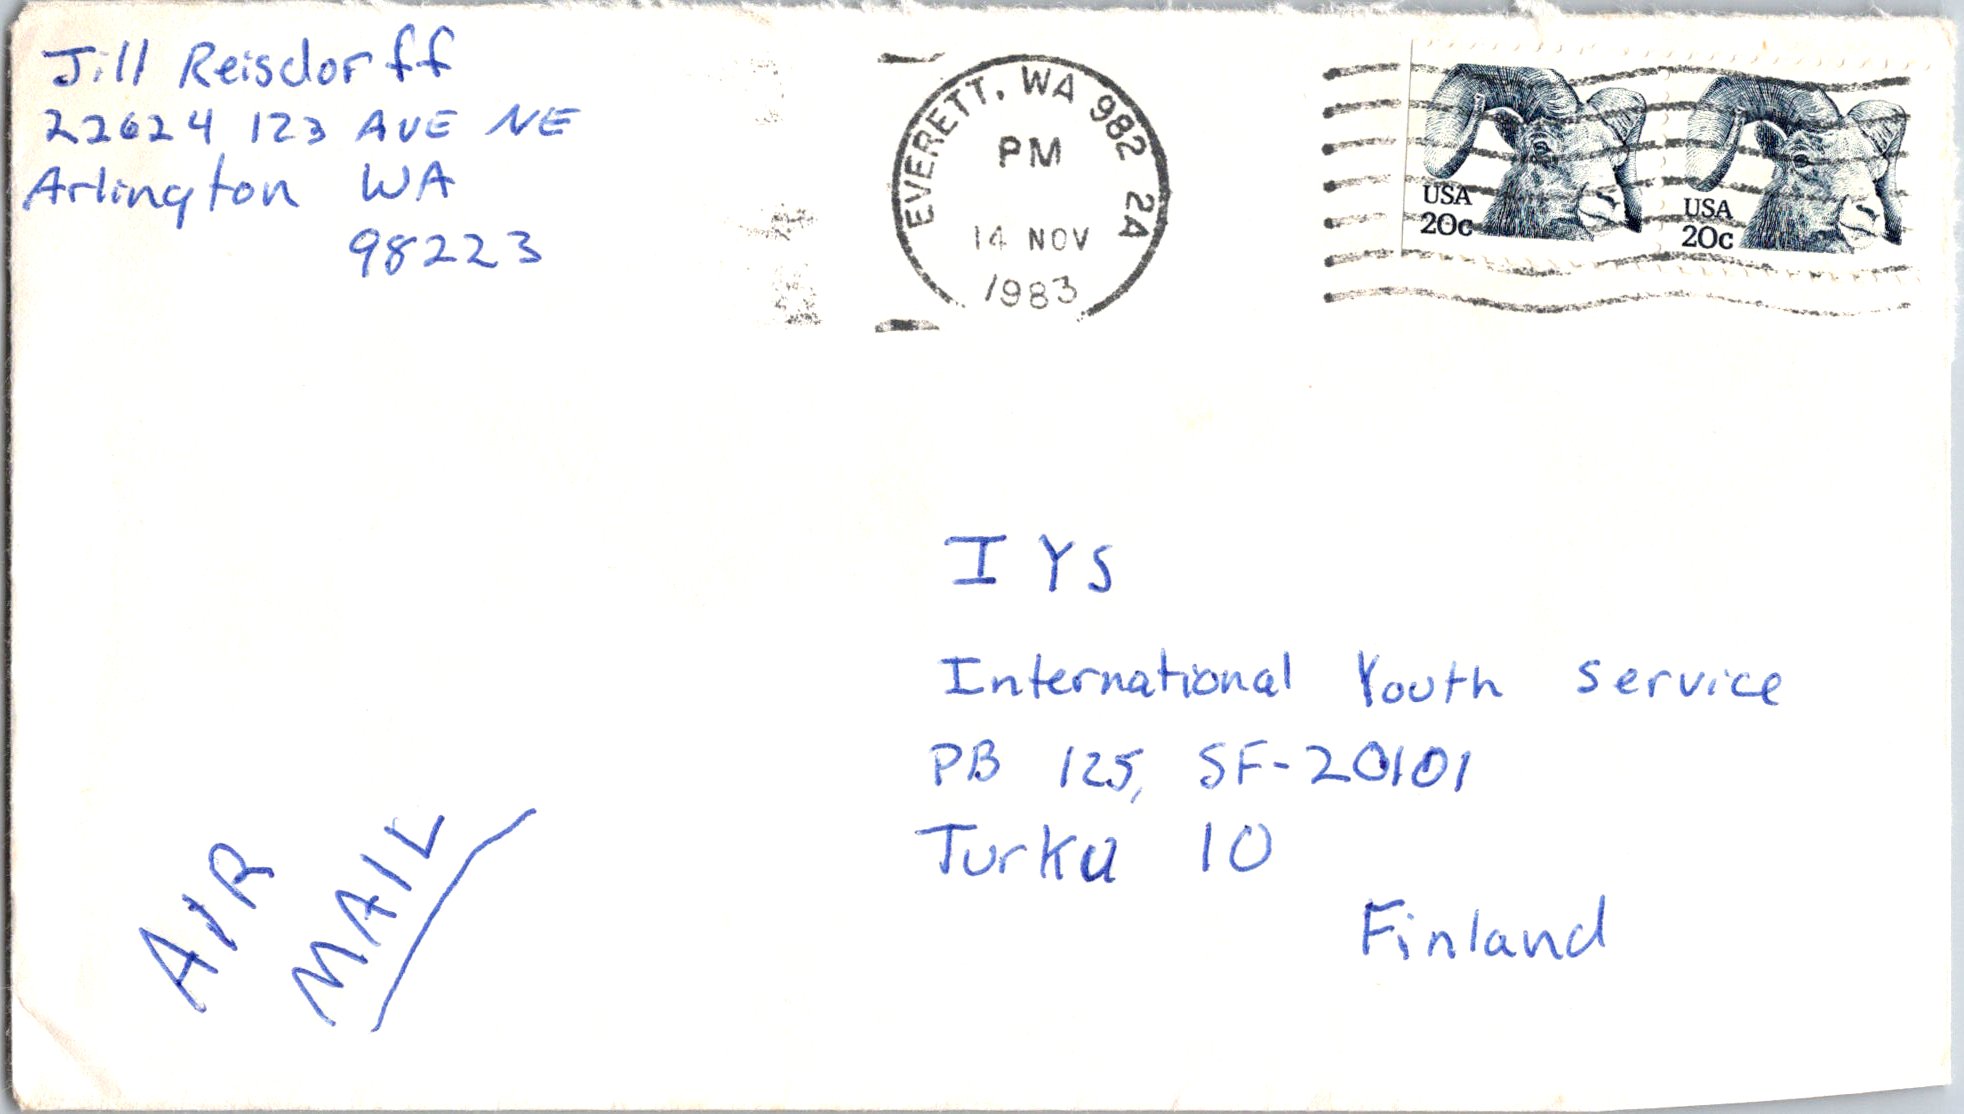 Jill Reisdorff
22624 123 AVE NE
Arlington WA
98223
EVERETT, WA 982 2A
PM
14 NOV
1983
USA
20c
USA
20c
IYS
International Youth Service
PB 125, SF-20101
Turku 10
Finland
AIR
MAIL